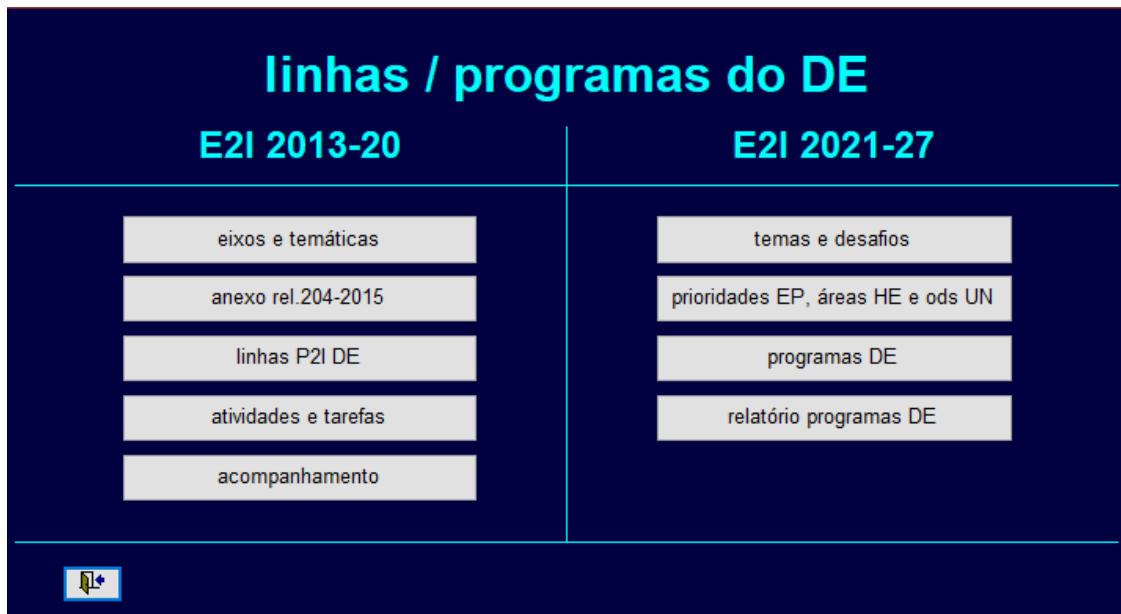 linhas / programas do DE
E2I 2013-20
eixos e temáticas
anexo rel.204-2015
linhas P2I DE
atividades e tarefas
acompanhamento
E2I 2021-27
temas e desafios
prioridades EP, áreas HE e ods UN
programas DE
relatório programas DE